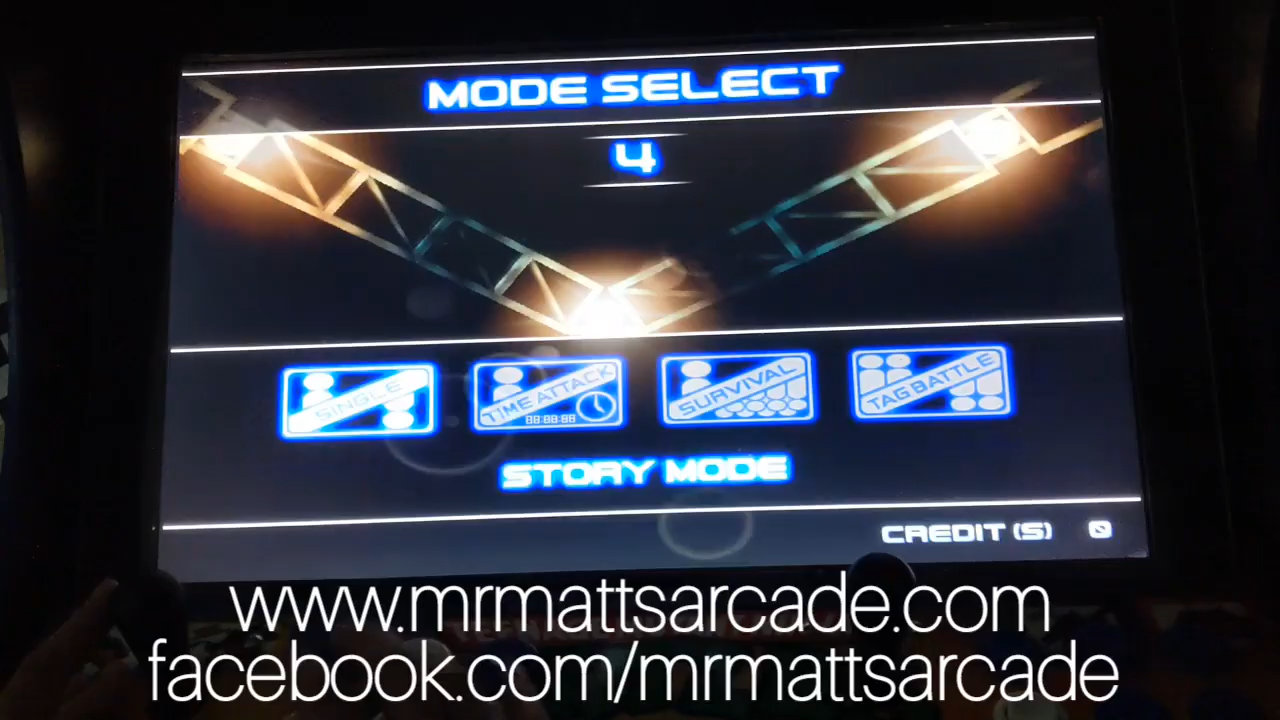 MODE SELECT
4
SINGLE
TIME ATTACK
88:88:88
SURVIVAL
TAG BATTLE
STORY MODE
CREDIT(S) 0
www.mrmattsarcade.com
facebook.com/mrmattsarcade